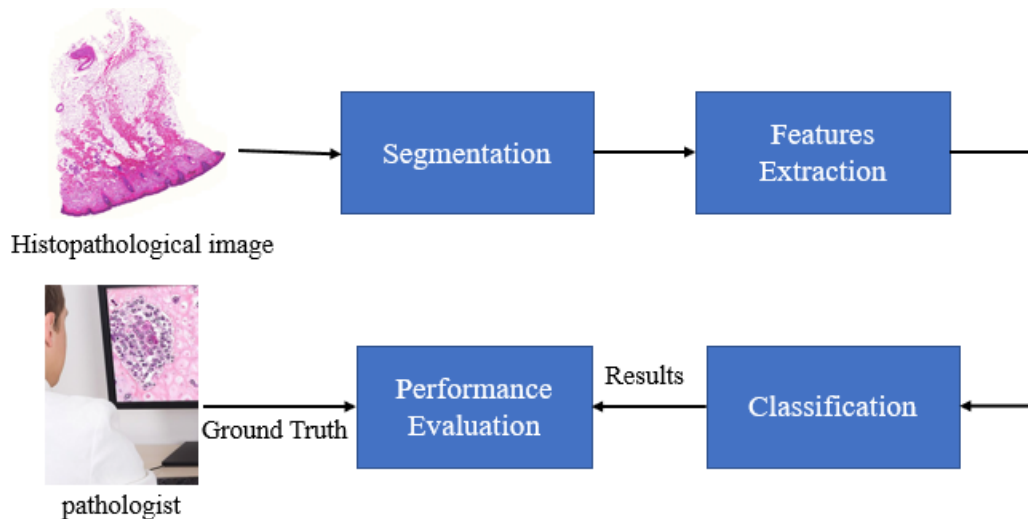 Segmentation
Features
Extraction
Histopathological image
Performance
Evaluation
Results
Classification
Ground Truth
pathologist